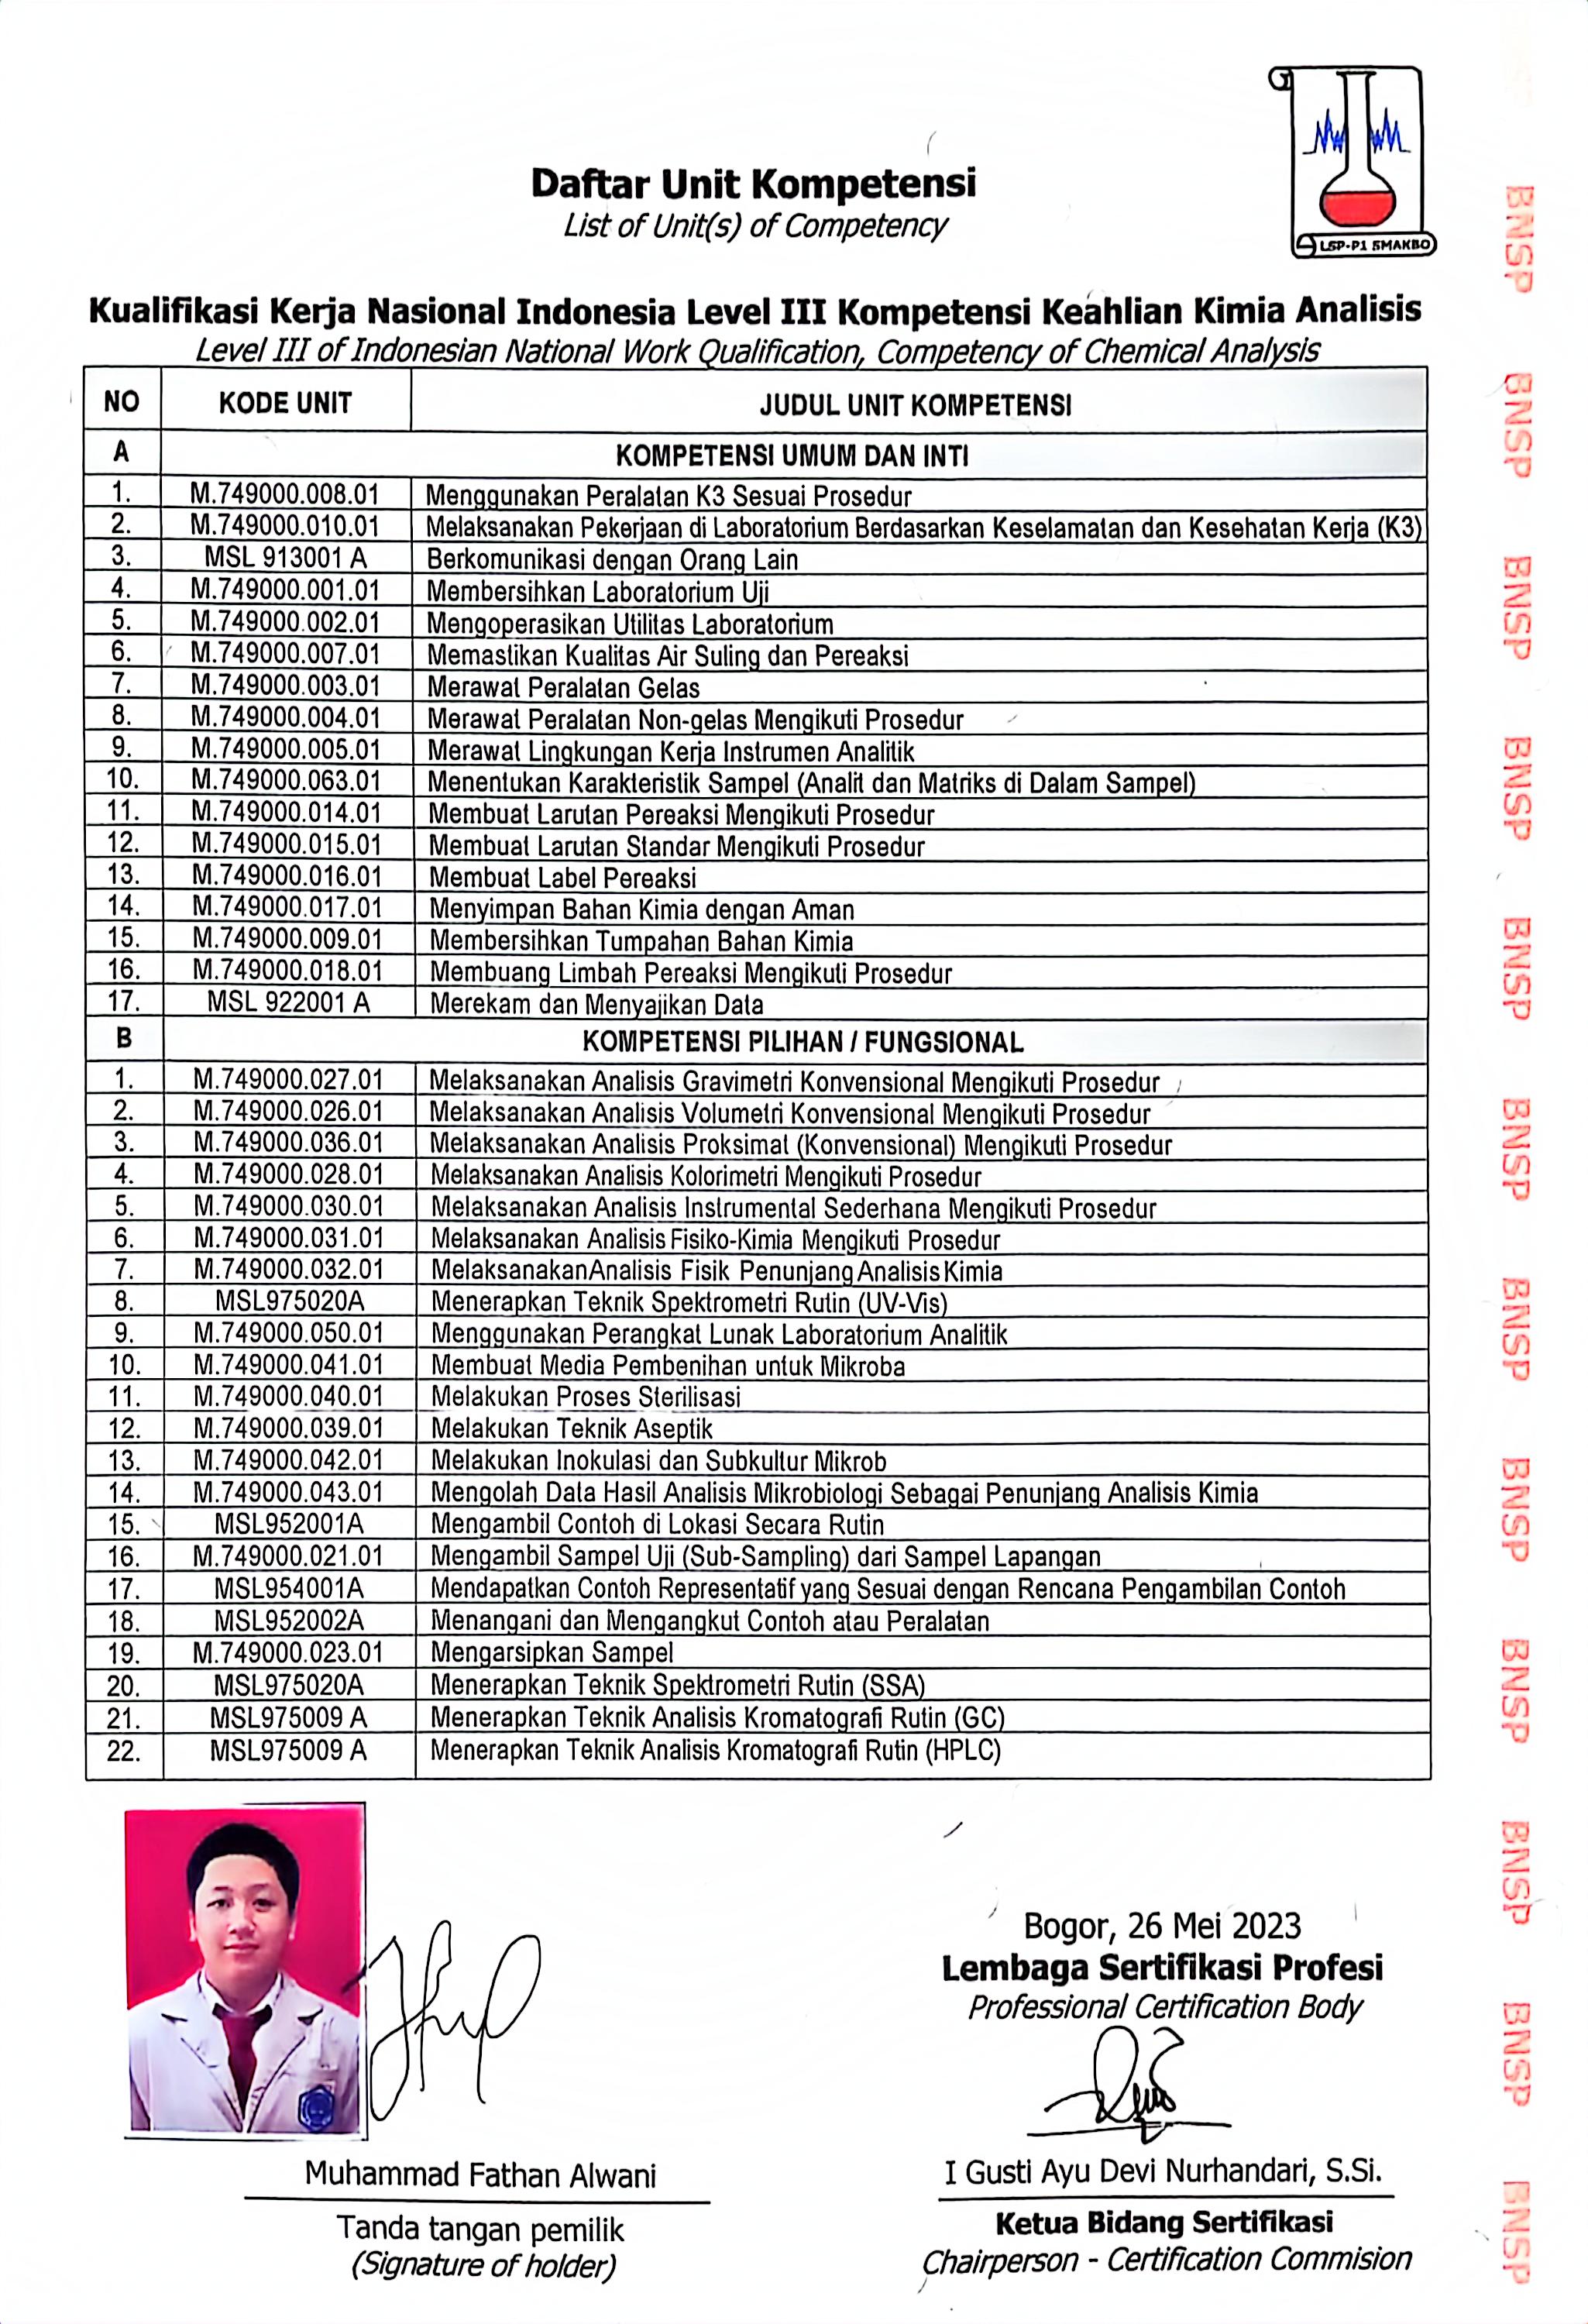 LSP-P1 SMAKBO
Daftar Unit Kompetensi
List of Unit(s) of Competency
Kualifikasi Kerja Nasional Indonesia Level III Kompetensi Keahlian Kimia Analisis
Level III of Indonesian National Work Qualification, Competency of Chemical Analysis
NO KODE UNIT JUDUL UNIT KOMPETENSI
A KOMPETENSI UMUM DAN INTI
1. M.749000.008.01 Menggunakan Peralatan K3 Sesuai Prosedur
2. M.749000.010.01 Melaksanakan Pekerjaan di Laboratorium Berdasarkan Keselamatan dan Kesehatan Kerja (K3)
3. MSL 913001 A Berkomunikasi dengan Orang Lain
4. M.749000.001.01 Membersihkan Laboratorium Uji
5. M.749000.002.01 Mengoperasikan Utilitas Laboratorium
6. M.749000.007.01 Memastikan Kualitas Air Suling dan Pereaksi
7. M.749000.003.01 Merawat Peralatan Gelas
8. M.749000.004.01 Merawat Peralatan Non-gelas Mengikuti Prosedur
9. M.749000.005.01 Merawat Lingkungan Kerja Instrumen Analitik
10. M.749000.063.01 Menentukan Karakteristik Sampel (Analit dan Matriks di Dalam Sampel)
11. M.749000.014.01 Membuat Larutan Pereaksi Mengikuti Prosedur
12. M.749000.015.01 Membuat Larutan Standar Mengikuti Prosedur
13. M.749000.016.01 Membuat Label Pereaksi
14. M.749000.017.01 Menyimpan Bahan Kimia dengan Aman
15. M.749000.009.01 Membersihkan Tumpahan Bahan Kimia
16. M.749000.018.01 Membuang Limbah Pereaksi Mengikuti Prosedur
17. MSL 922001 A Merekam dan Menyajikan Data
B KOMPETENSI PILIHAN / FUNGSIONAL
1. M.749000.027.01 Melaksanakan Analisis Gravimetri Konvensional Mengikuti Prosedur
2. M.749000.026.01 Melaksanakan Analisis Volumetri Konvensional Mengikuti Prosedur
3. M.749000.036.01 Melaksanakan Analisis Proksimat (Konvensional) Mengikuti Prosedur
4. M.749000.028.01 Melaksanakan Analisis Kolorimetri Mengikuti Prosedur
5. M.749000.030.01 Melaksanakan Analisis Instrumental Sederhana Mengikuti Prosedur
6. M.749000.031.01 Melaksanakan Analisis Fisiko-Kimia Mengikuti Prosedur
7. M.749000.032.01 Melaksanakan Analisis Fisik Penunjang Analisis Kimia
8. MSL975020A Menerapkan Teknik Spektrometri Rutin (UV-Vis)
9. M.749000.050.01 Menggunakan Perangkat Lunak Laboratorium Analitik
10. M.749000.041.01 Membuat Media Pembenihan untuk Mikroba
11. M.749000.040.01 Melakukan Proses Sterilisasi
12. M.749000.039.01 Melakukan Teknik Aseptik
13. M.749000.042.01 Melakukan Inokulasi dan Subkultur Mikrob
14. M.749000.043.01 Mengolah Data Hasil Analisis Mikrobiologi Sebagai Penunjang Analisis Kimia
15. MSL952001A Mengambil Contoh di Lokasi Secara Rutin
16. M.749000.021.01 Mengambil Sampel Uji (Sub-Sampling) dari Sampel Lapangan
17. MSL954001A Mendapatkan Contoh Representatif yang Sesuai dengan Rencana Pengambilan Contoh
18. MSL952002A Menangani dan Mengangkut Contoh atau Peralatan
19. M.749000.023.01 Mengarsipkan Sampel
20. MSL975020A Menerapkan Teknik Spektrometri Rutin (SSA)
21. MSL975009 A Menerapkan Teknik Analisis Kromatografi Rutin (GC)
22. MSL975009 A Menerapkan Teknik Analisis Kromatografi Rutin (HPLC)
Bogor, 26 Mei 2023
Lembaga Sertifikasi Profesi
Professional Certification Body
Muhammad Fathan Alwani
Tanda tangan pemilik
(Signature of holder)
I Gusti Ayu Devi Nurhandari, S.Si.
Ketua Bidang Sertifikasi
Chairperson - Certification Commision
BNSP
BNSP
BNSP
BNSP
BNSP
BNSP
BNSP
BNSP
BNSP
BNSP
BNSP
BNSP